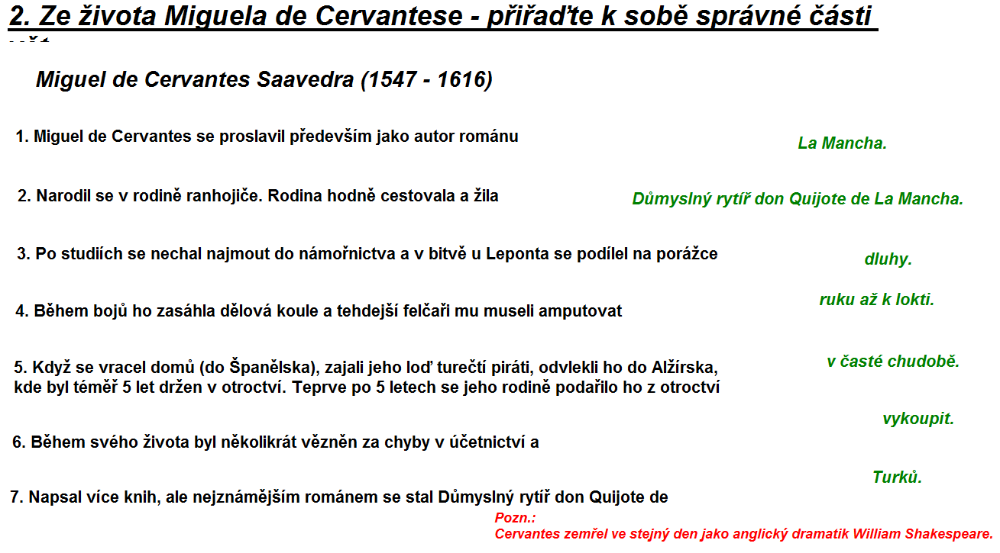 2. Ze života Miguela de Cervantese - přiřaďte k sobě správné části
Miguel de Cervantes Saavedra (1547 - 1616)
1. Miguel de Cervantes se proslavil především jako autor románu
La Mancha.
2. Narodil se v rodině ranhojiče. Rodina hodně cestovala a žila
Důmyslný rytíř don Quijote de La Mancha.
3. Po studiích se nechal najmout do námořnictva a v bitvě u Leponta se podílel na porážce
dluhy.
ruku až k lokti.
4. Během bojů ho zasáhla dělová koule a tehdejší felčaři mu museli amputovat
v časté chudobě.
5. Když se vracel domů (do Španělska), zajali jeho loď turečtí piráti, odvlekli ho do Alžírska,
kde byl téměř 5 let držen v otroctví. Teprve po 5 letech se jeho rodině podařilo ho z otroctví
vykoupit.
6. Během svého života byl několikrát vězněn za chyby v účetnictví a
Turků.
7. Napsal více knih, ale nejznámějším románem se stal Důmyslný rytíř don Quijote de
Pozn.:
Cervantes zemřel ve stejný den jako anglický dramatik William Shakespeare.